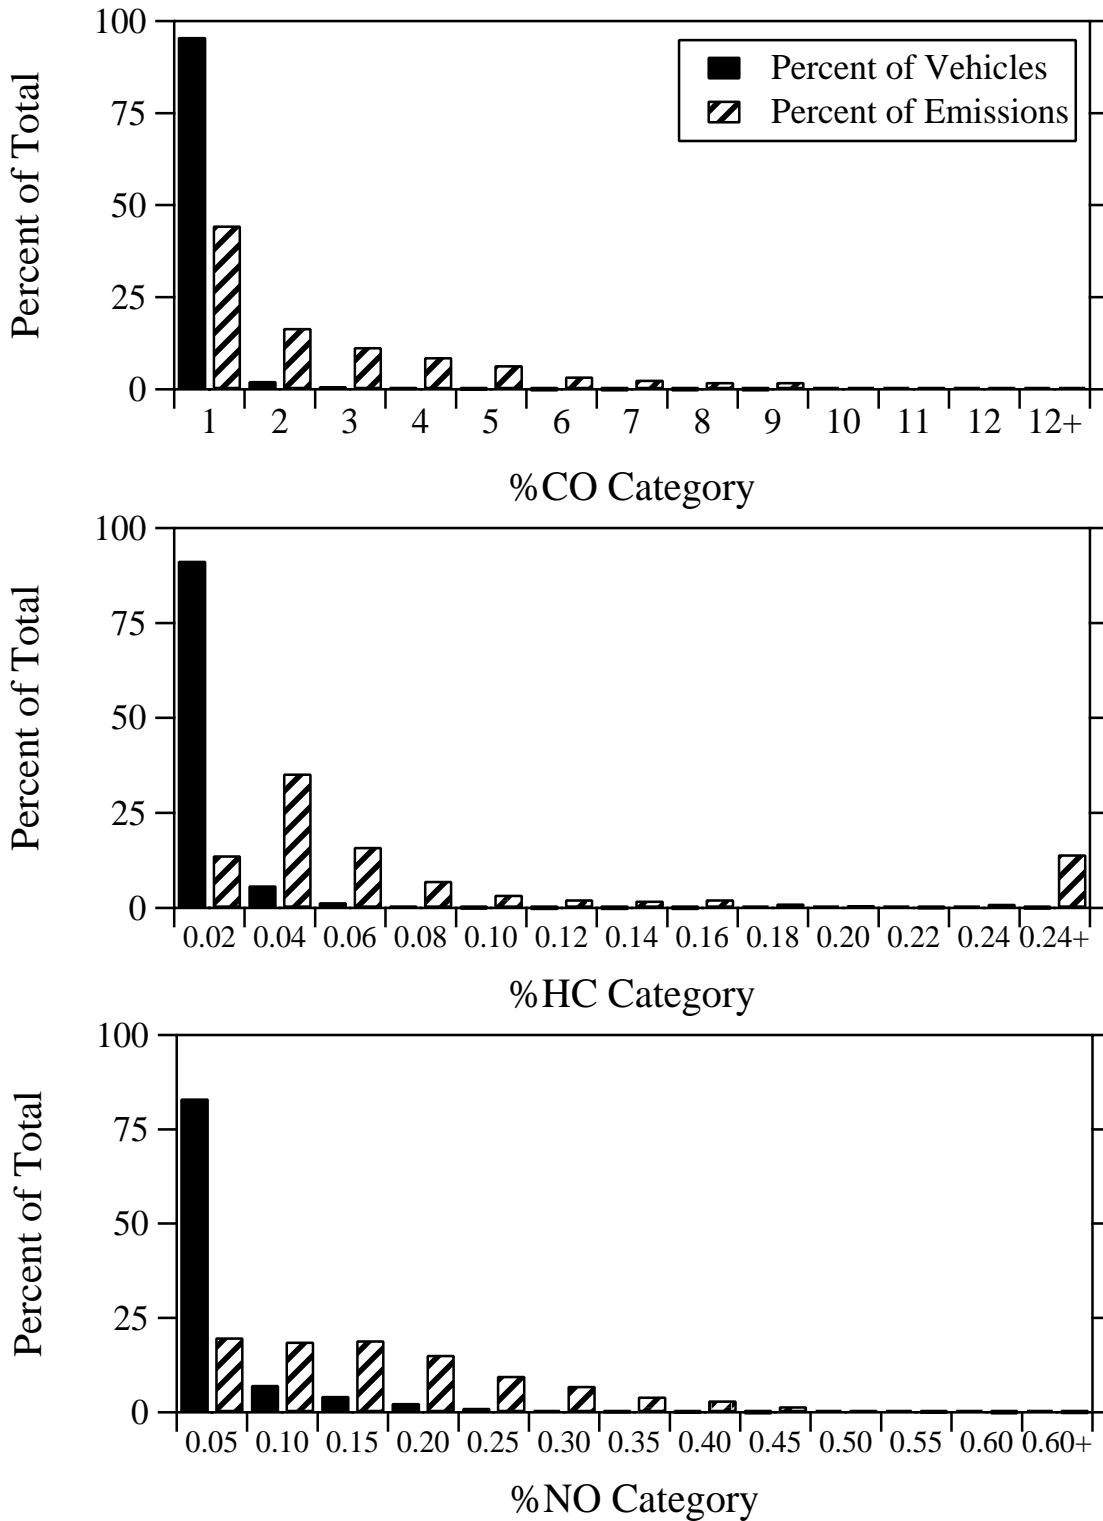 Percent of Total
100
75
50
25
0
Percent of Vehicles
Percent of Emissions
1 2 3 4 5 6 7 8 9 10 11 12 12+
%CO Category
Percent of Total
100
75
50
25
0
0.02 0.04 0.06 0.08 0.10 0.12 0.14 0.16 0.18 0.20 0.22 0.24 0.24+
%HC Category
Percent of Total
100
75
50
25
0
0.05 0.10 0.15 0.20 0.25 0.30 0.35 0.40 0.45 0.50 0.55 0.60 0.60+
%NO Category